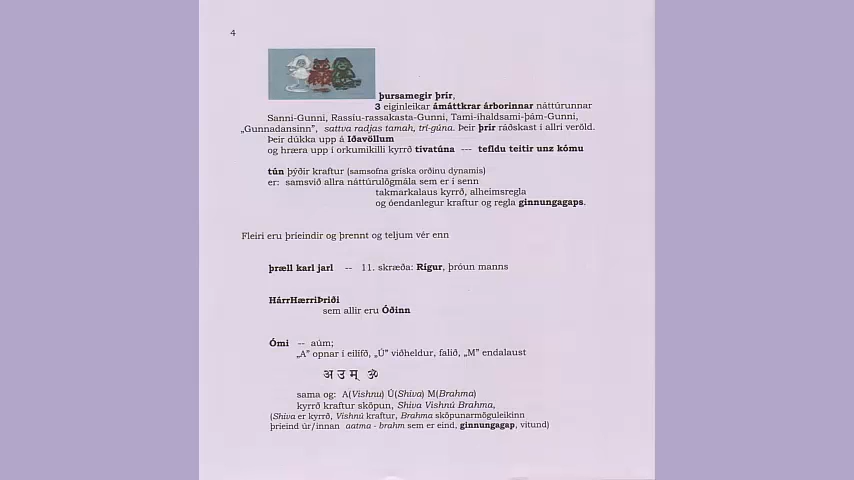 4
þursamegir þrír,
3 eiginleikar ámáttkrar árborinnar náttúrunnar
Sanni-Gunni, Rassíu-rassakasta-Gunni, Tami-íhaldsami-þám-Gunni,
„Gunnadansinn”, sattva radjas tamah, trí-gúna. Þeir þrír ráðskast í allri veröld.
Þeir dúkka upp á Iðavöllum
og hræra upp í orkumikilli kyrrð tívatúna --- tefldu teitir unz kómu
tún þýðir kraftur (samsofna gríska orðinu dynamis)
er: samsvið allra náttúrulögmála sem er í senn
takmarkalaus kyrrð, alheimsregla
og óendanlegur kraftur og regla ginnungagaps.
Fleiri eru þríeindir og þrennt og teljum vér enn
þræll karl jarl -- 11. skræða: Rígur, þróun manns
HárrHærriÞriði
sem allir eru Óðinn
Ómi -- aúm;
„A” opnar í eilífð, „Ú” viðheldur, falið, „M” endalaust
अ उ म् ॐ
sama og: A(Vishnu) Ú(Shiva) M(Brahma)
kyrrð kraftur sköpun, Shiva Vishnú Brahma,
(Shiva er kyrrð, Vishnú kraftur, Brahma sköpunarmöguleikinn
þríeind úr/innan aatma - brahm sem er eind, ginnungagap, vitund)